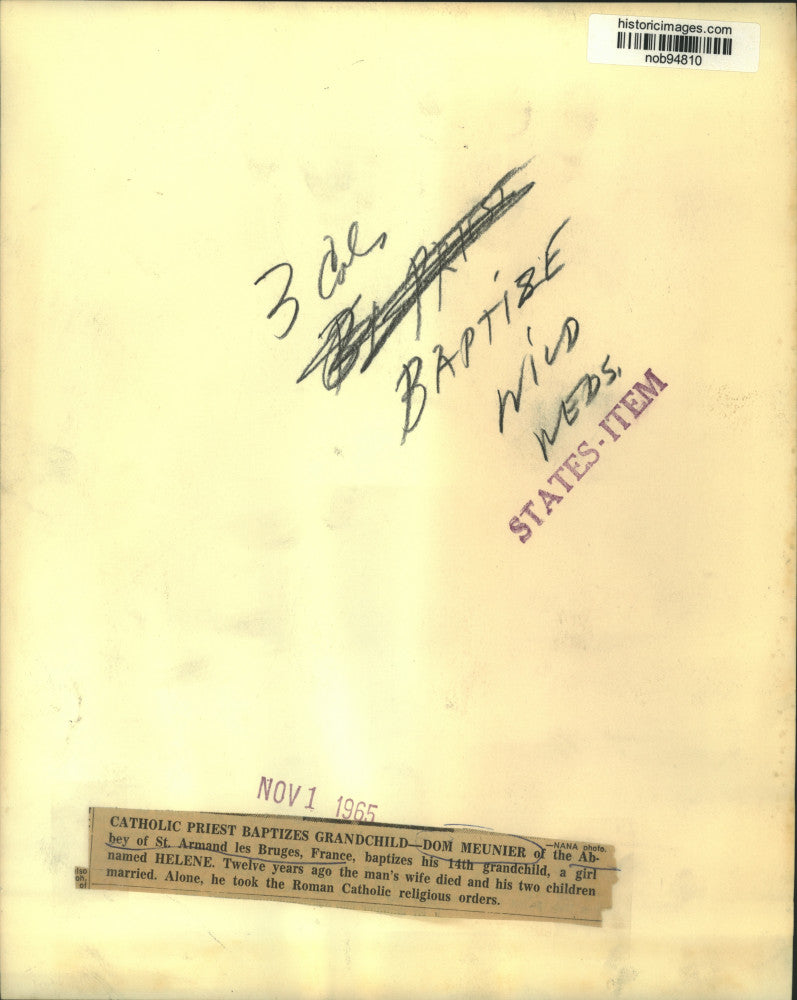 historicimages.com
nob94810
3 Cols
BAPTIZE
WILD
WEDS.
STATES-ITEM
NOV 1 1965
—NANA photo.
CATHOLIC PRIEST BAPTIZES GRANDCHILD—DOM MEUNIER of the Ab-
bey of St. Armand les Bruges, France, baptizes his 14th grandchild, a girl
named HELENE. Twelve years ago the man's wife died and his two children
married. Alone, he took the Roman Catholic religious orders.